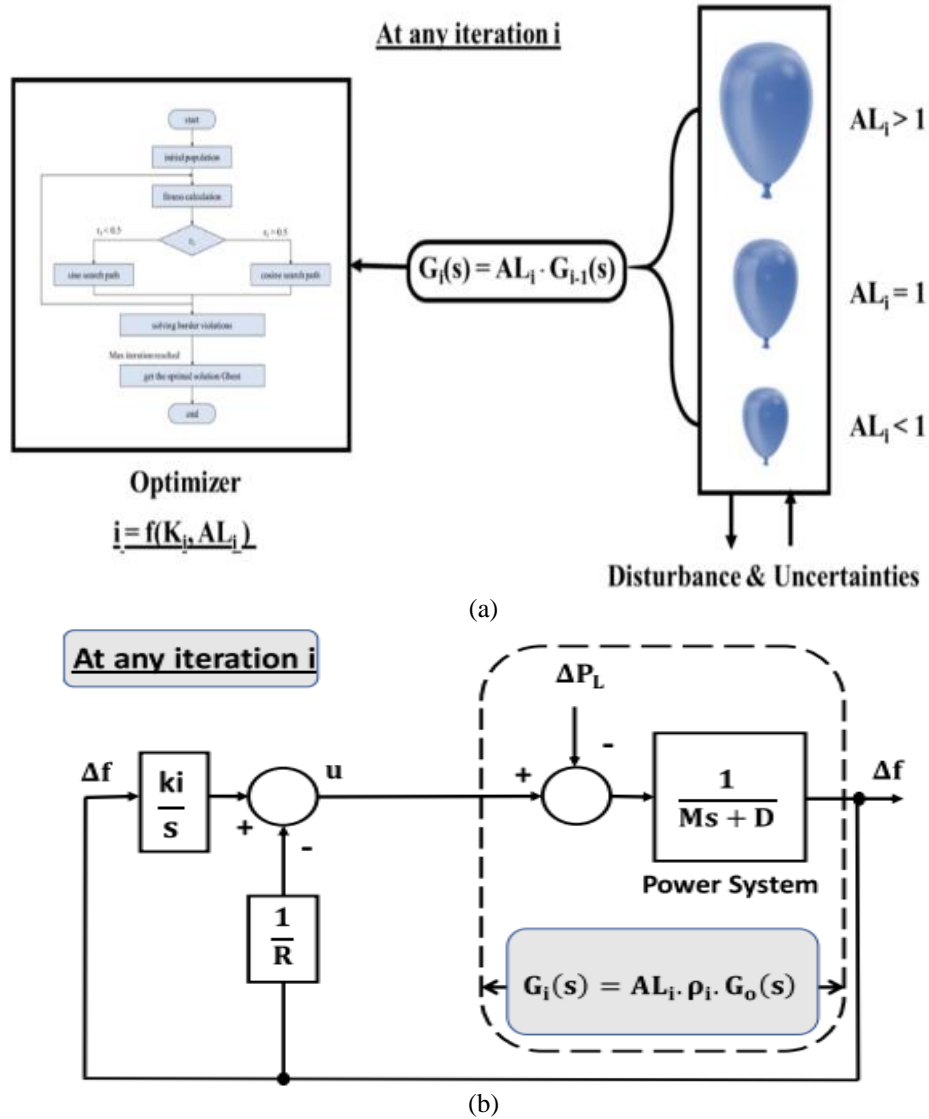 At any iteration i
start
initial population
fitness calculation
r₁ < 0.5
r₁
r₁ > 0.5
sine search path
cosine search path
solving border violations
Max iteration reached
get the optimal solution Gbest
end
Optimizer
i = f(Kᵢ, ALᵢ)
Gᵢ(s) = ALᵢ · Gᵢ₋₁(s)
ALᵢ > 1
ALᵢ = 1
ALᵢ < 1
Disturbance & Uncertainties
(a)
At any iteration i
ΔP_L
-
Δf
ki
s
+
-
u
+
1
Ms + D
Δf
Power System
1
R
Gᵢ(s) = ALᵢ. ρᵢ. Gₒ(s)
(b)